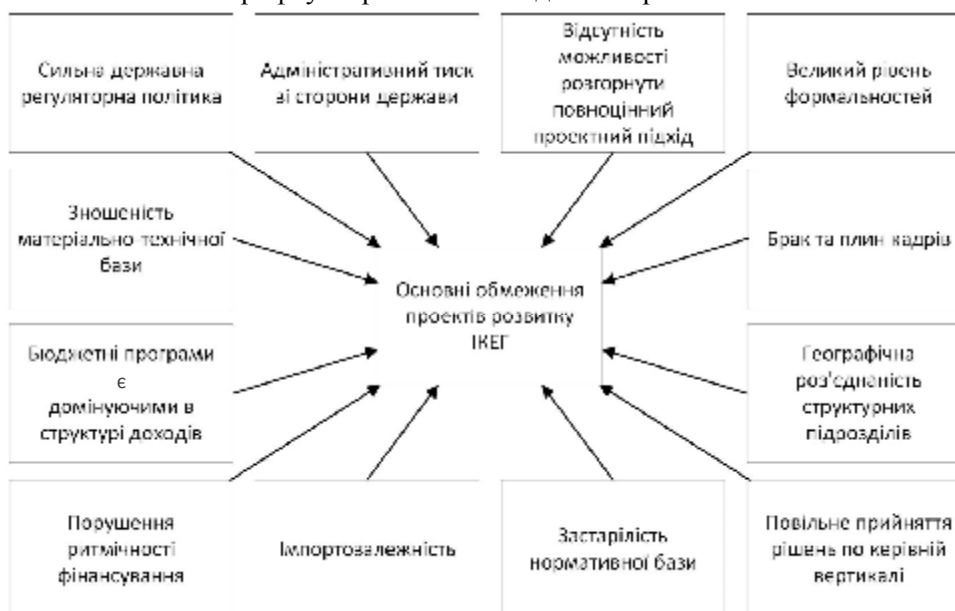 Сильна державна
регуляторна політика
Адміністративний тиск
зі сторони держави
Відсутність
можливості
розгорнути
повноцінний
проектний підхід
Великий рівень
формальностей
Зношеність
матеріально-технічної
бази
Основні обмеження
проектів розвитку
ІКЕГ
Брак та плин кадрів
Бюджетні програми
є
домінуючими в
структурі доходів
Географічна
роз'єднаність
структурних
підрозділів
Порушення
ритмічності
фінансування
Імпортозалежність
Застарілість
нормативної бази
Повільне прийняття
рішень по керівній
вертикалі